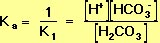 Ka = 1/K1 = [H+][HCO3-]/[H2CO3]